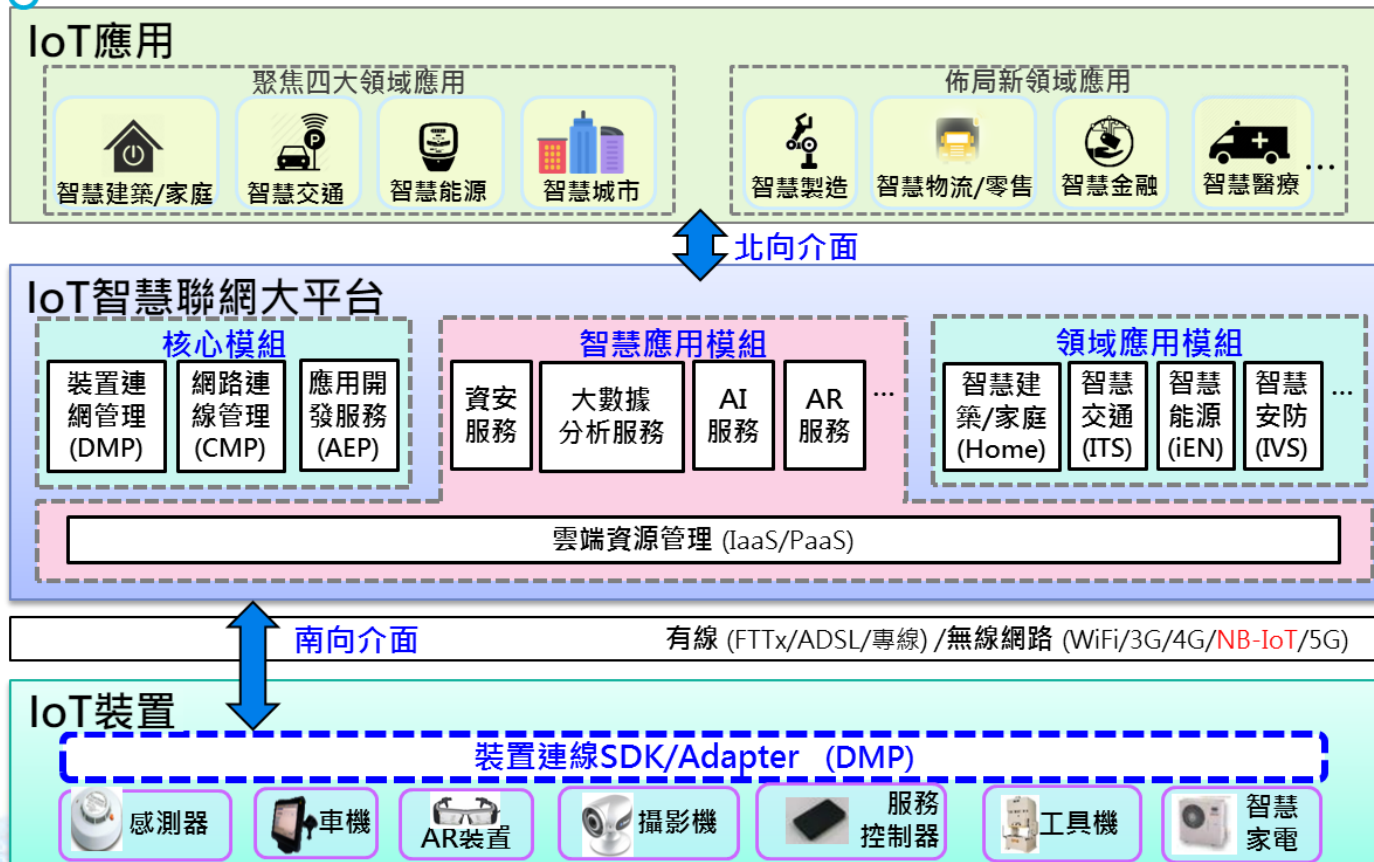 IoT應用
聚焦四大領域應用
佈局新領域應用
智慧建築/家庭
智慧交通
智慧能源
智慧城市
智慧製造
智慧物流/零售
智慧金融
智慧醫療
...
北向介面
IoT智慧聯網大平台
核心模組
裝置連
網管理
(DMP)
網路連
線管理
(CMP)
應用開
發服務
(AEP)
智慧應用模組
資安
服務
大數據
分析服務
AI
服務
AR
服務
...
領域應用模組
智慧建
築/家庭
(Home)
智慧
交通
(ITS)
智慧
能源
(iEN)
智慧
安防
(IVS)
...
雲端資源管理 (IaaS/PaaS)
南向介面
有線 (FTTx/ADSL/專線) /無線網路 (WiFi/3G/4G/NB-IoT/5G)
IoT裝置
裝置連線SDK/Adapter (DMP)
感測器
車機
AR裝置
攝影機
服務
控制器
工具機
智慧
家電